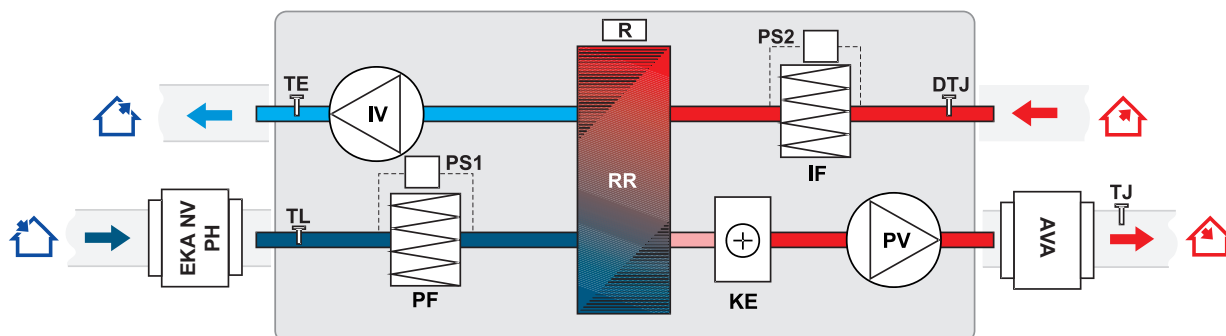 R
PS2
TE
DTJ
IV
PS1
IF
RR
TL
TJ
EKA NV
PH
PV
AVA
PF
KE